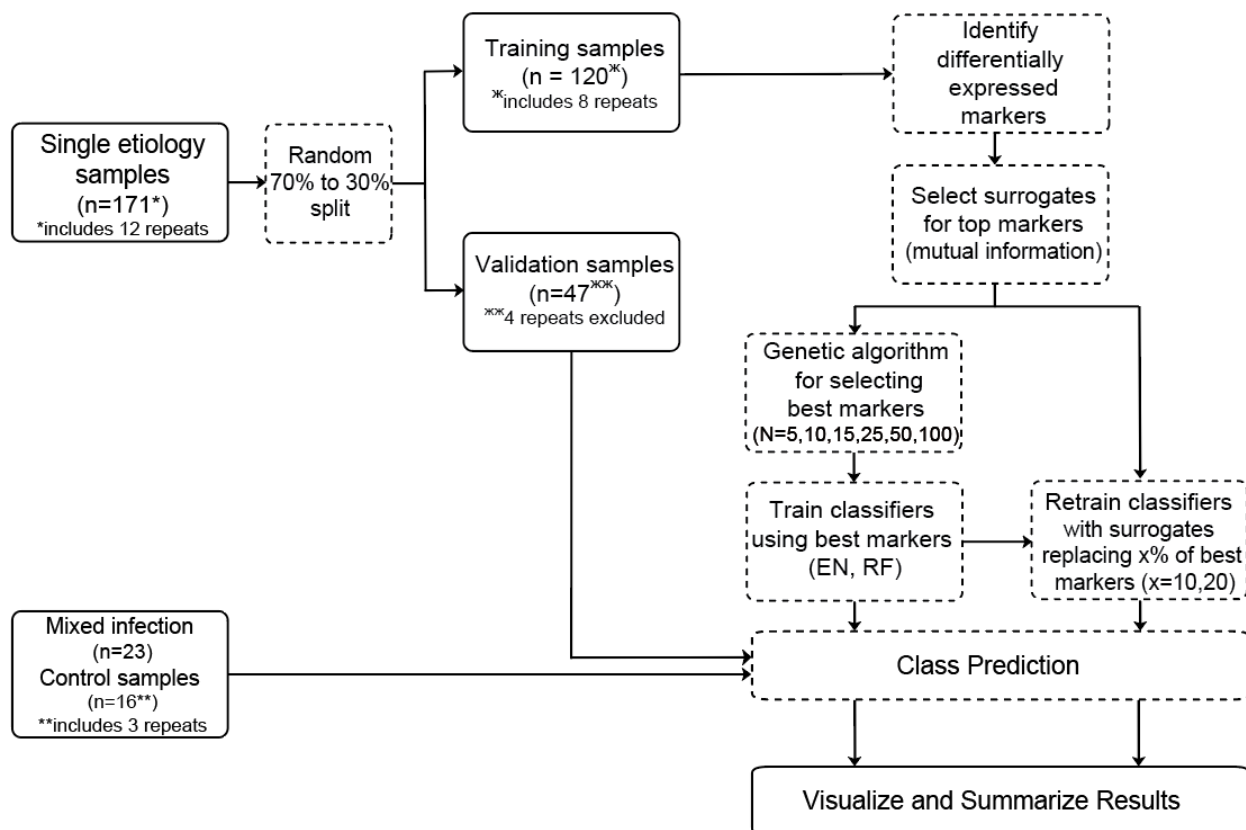 Single etiology
samples
(n=171*)
*includes 12 repeats
Random
70% to 30%
split
Training samples
(n = 120ж)
жincludes 8 repeats
Validation samples
(n=47жж)
жж4 repeats excluded
Identify
differentially
expressed
markers
Select surrogates
for top markers
(mutual information)
Genetic algorithm
for selecting
best markers
(N=5,10,15,25,50,100)
Train classifiers
using best markers
(EN, RF)
Retrain classifiers
with surrogates
replacing x% of best
markers (x=10,20)
Mixed infection
(n=23)
Control samples
(n=16**)
**includes 3 repeats
Class Prediction
Visualize and Summarize Results